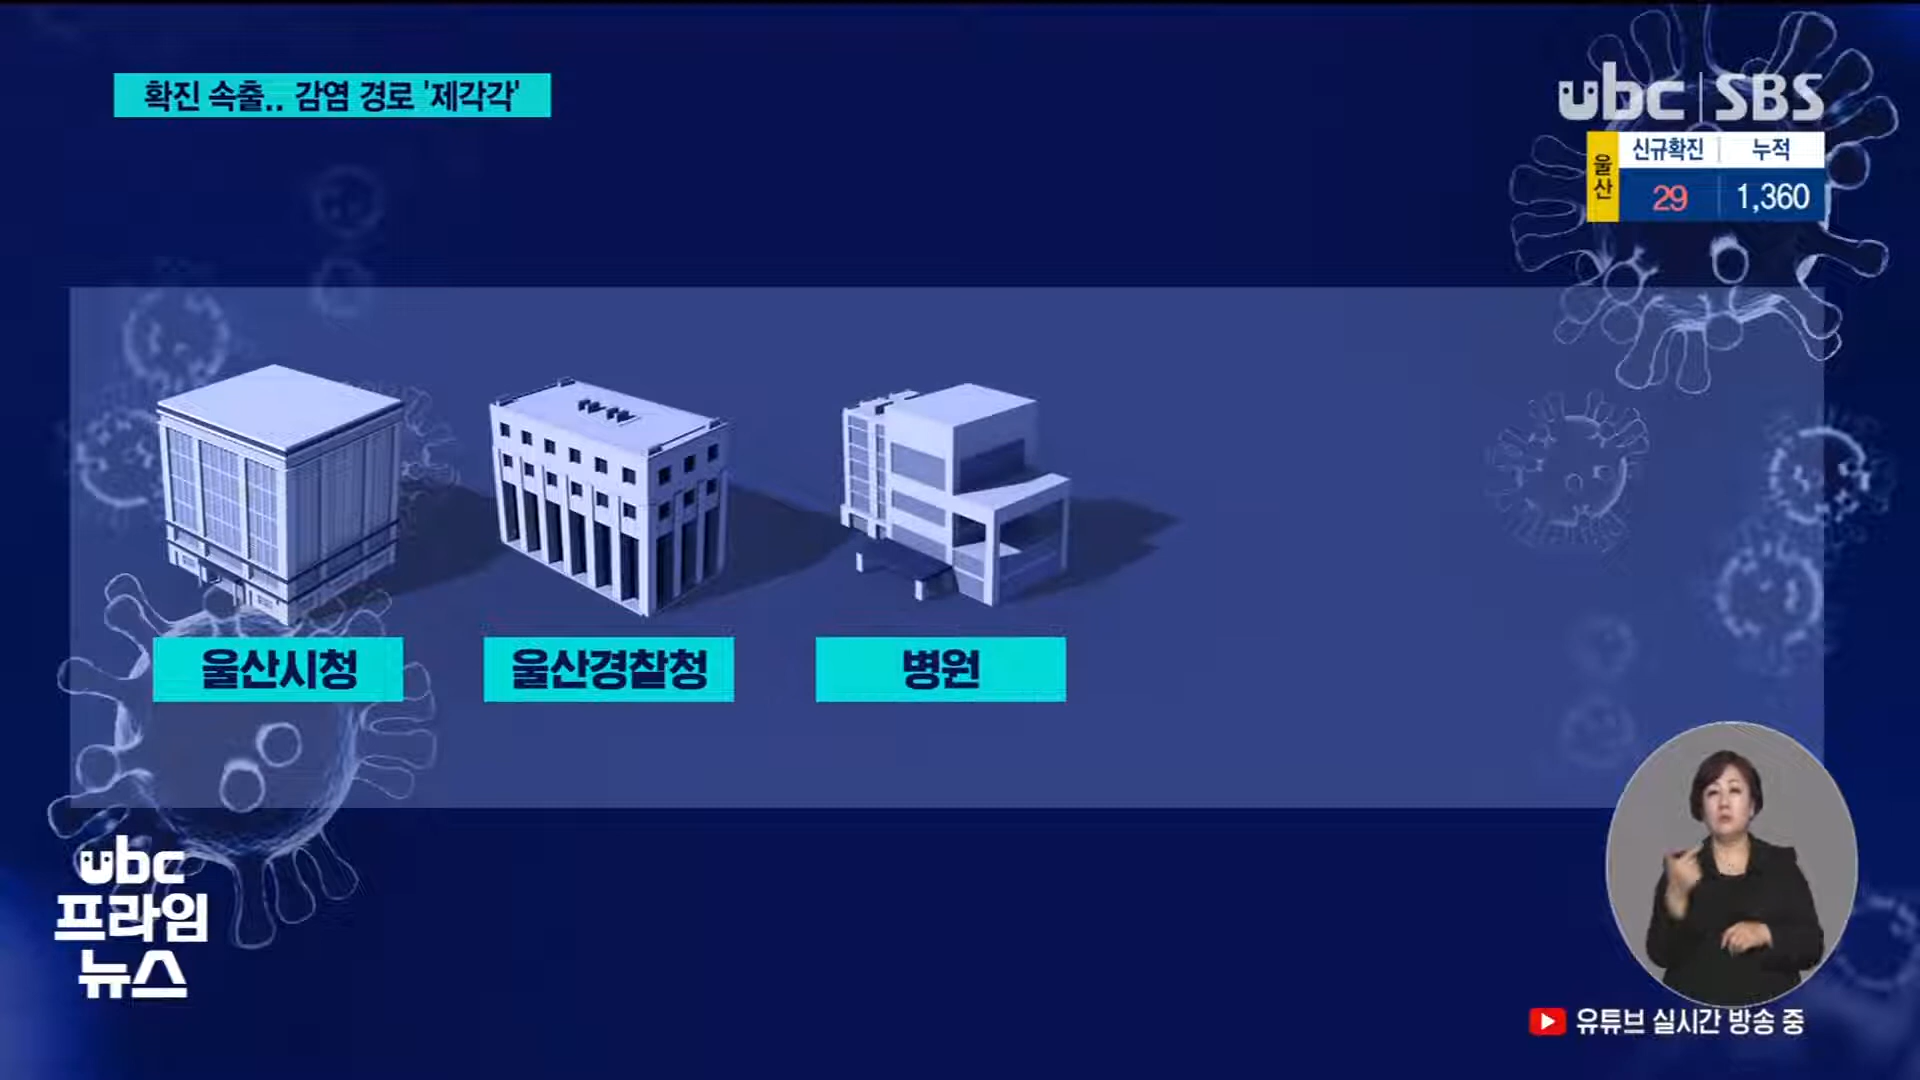 확진 속출.. 감염 경로 '제각각'
ubc SBS
울산
신규확진 누적
29 1,360
울산시청
울산경찰청
병원
ubc
프라임
뉴스
유튜브 실시간 방송 중